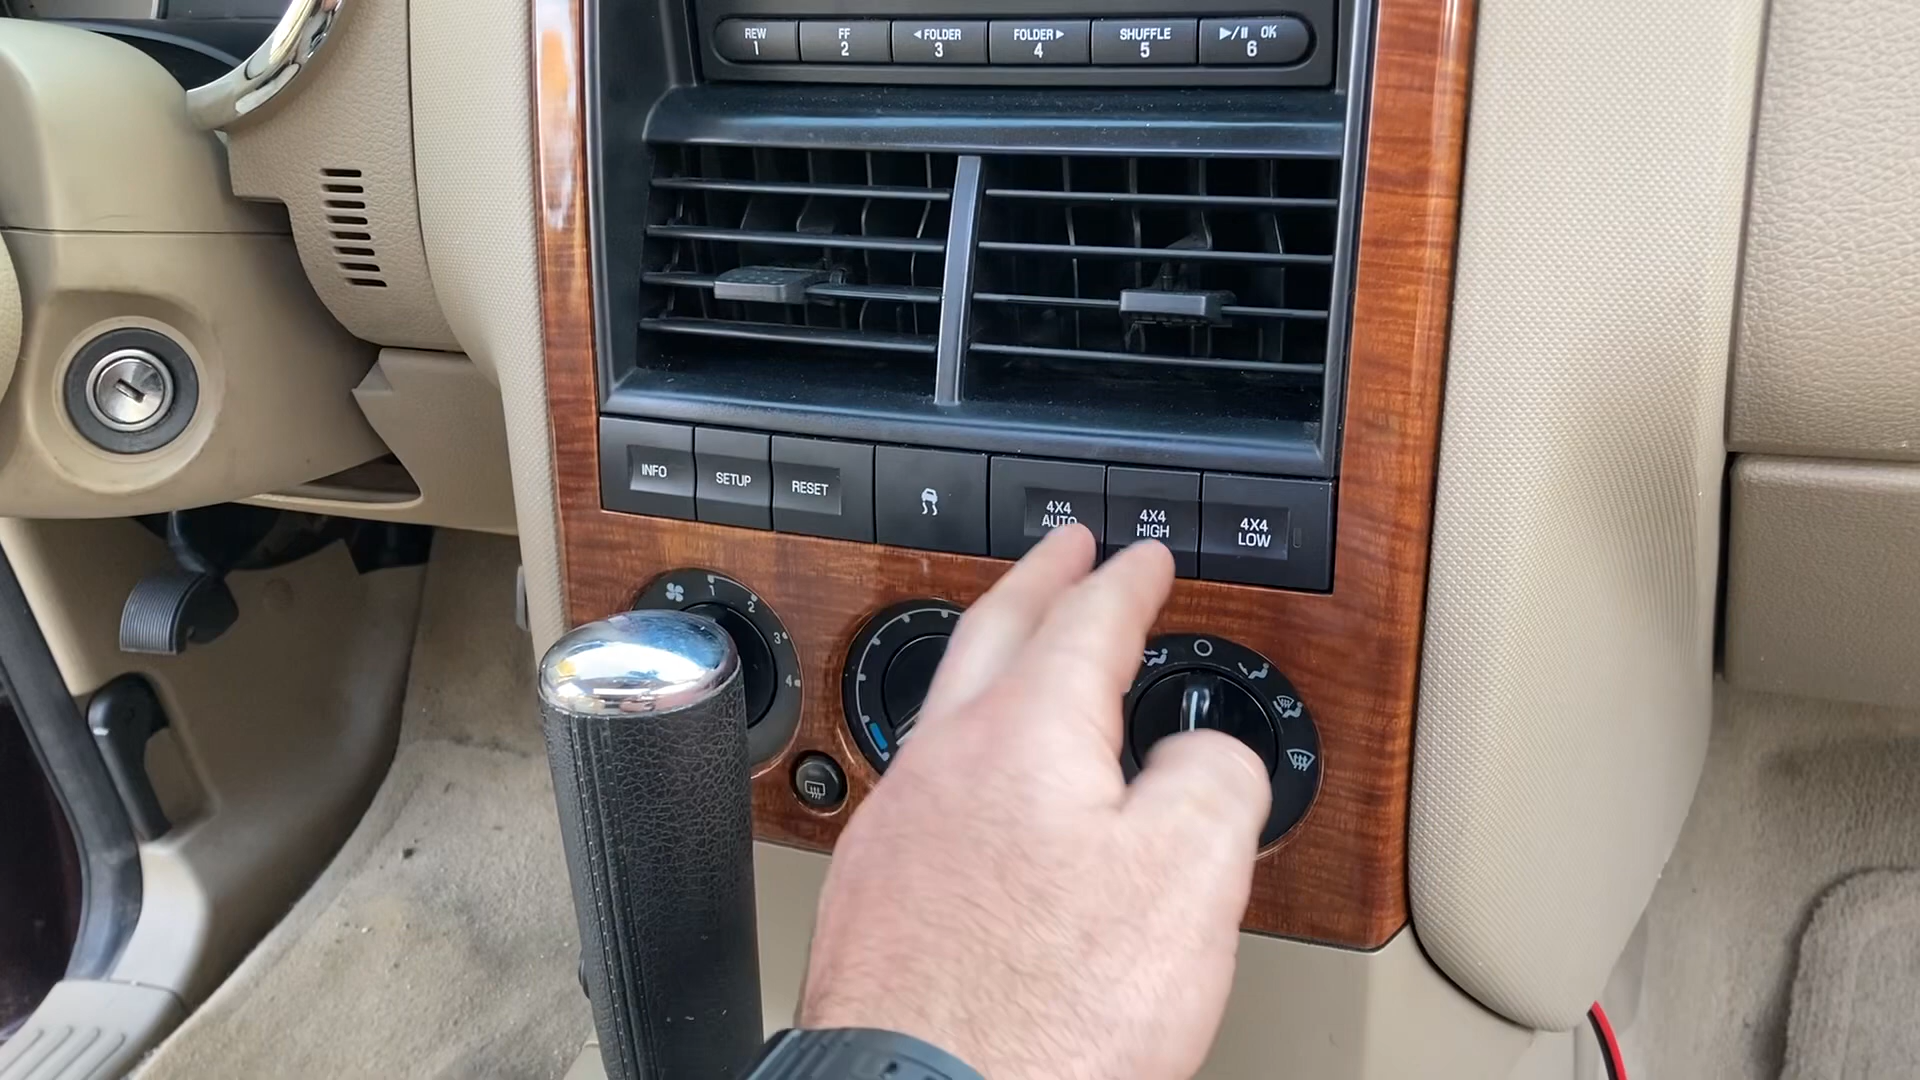 REW FF ◄FOLDER FOLDER► SHUFFLE ►/II OK
1 2 3 4 5 6
INFO SETUP RESET
4X4 AUTO
4X4 HIGH
4X4 LOW
1
2
3
4